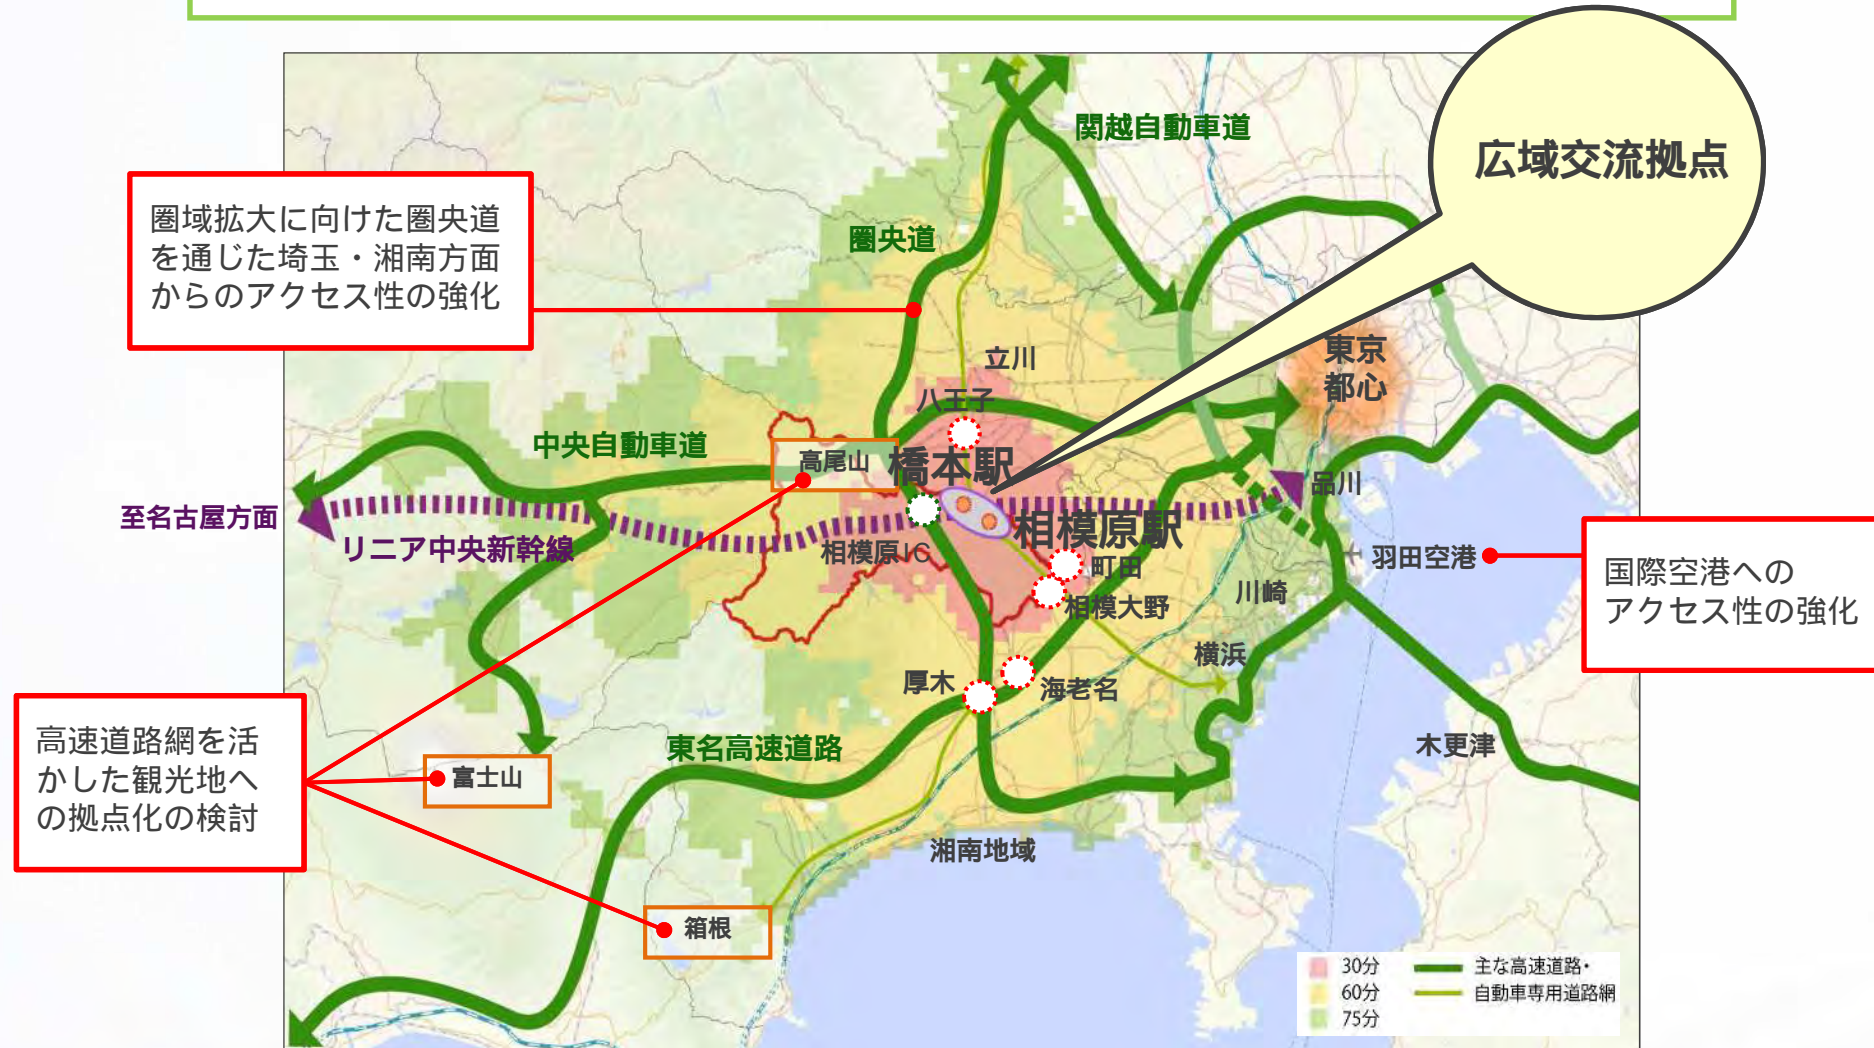 広域交流拠点
関越自動車道
圏域拡大に向けた圏央道
を通じた埼玉・湘南方面
からのアクセス性の強化
圏央道
立川
東京
都心
八王子
中央自動車道
高尾山
橋本駅
品川
至名古屋方面
リニア中央新幹線
相模原IC
相模原駅
町田
羽田空港
国際空港への
アクセス性の強化
川崎
相模大野
横浜
厚木
海老名
高速道路網を活
かした観光地へ
の拠点化の検討
東名高速道路
木更津
富士山
湘南地域
箱根
30分
60分
75分
主な高速道路・
自動車専用道路網